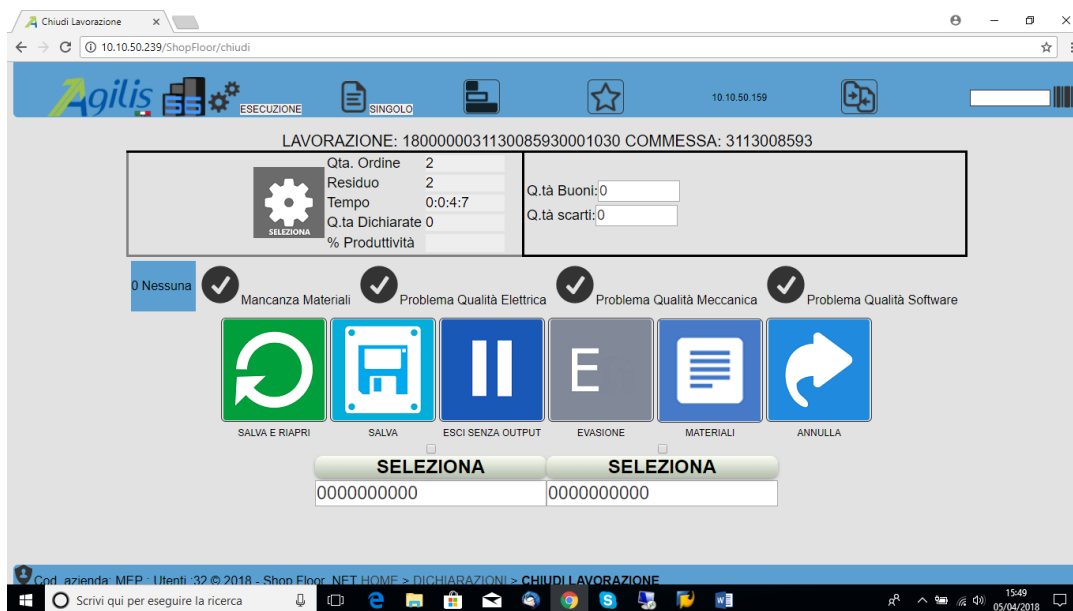 Chiudi Lavorazione
10.10.50.239/ShopFloor/chiudi
Agilis ESECUZIONE SINGOLO 10.10.50.159
LAVORAZIONE: 18000000311300859300010​30 COMMESSA: 3113008593
SELEZIONA
Qta. Ordine 2
Residuo 2
Tempo 0:0:4:7
Q.ta Dichiarate 0
% Produttività
Q.tà Buoni: 0
Q.tà scarti: 0
0 Nessuna Mancanza Materiali Problema Qualità Elettrica Problema Qualità Meccanica Problema Qualità Software
E
SALVA E RIAPRI SALVA ESCI SENZA OUTPUT EVASIONE MATERIALI ANNULLA
SELEZIONA SELEZIONA
0000000000 0000000000
Cod. azienda: MEP : Utenti :32 © 2018 - Shop Floor .NET HOME > DICHIARAZIONI > CHIUDI LAVORAZIONE
Scrivi qui per eseguire la ricerca
15:49
05/04/2018